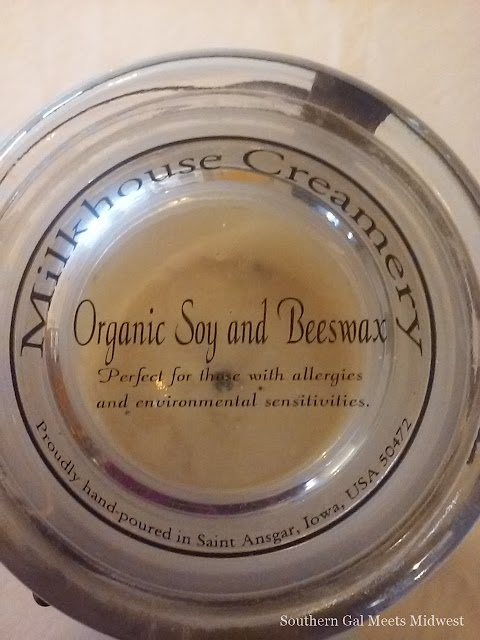 Milkhouse Creamery
Organic Soy and Beeswax
Perfect for those with allergies
and environmental sensitivities.
Proudly hand-poured in Saint Ansgar, Iowa, USA 50472
Southern Gal Meets Midwest